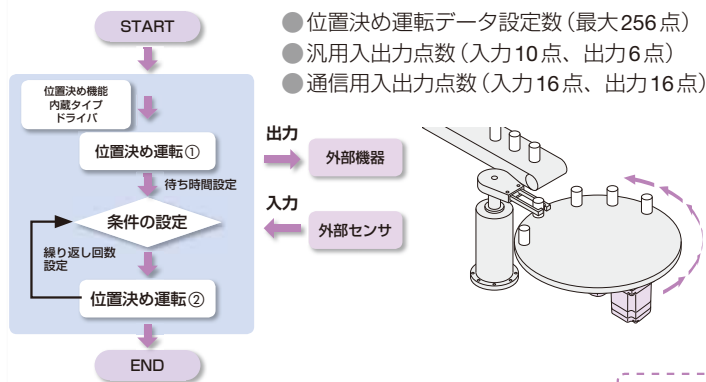 START
●位置決め運転データ設定数(最大256点)
●汎用入出力点数(入力10点、出力6点)
●通信用入出力点数(入力16点、出力16点)
位置決め機能
内蔵タイプ
ドライバ
位置決め運転①
出力
外部機器
待ち時間設定
条件の設定
入力
外部センサ
繰り返し回数
設定
位置決め運転②
END